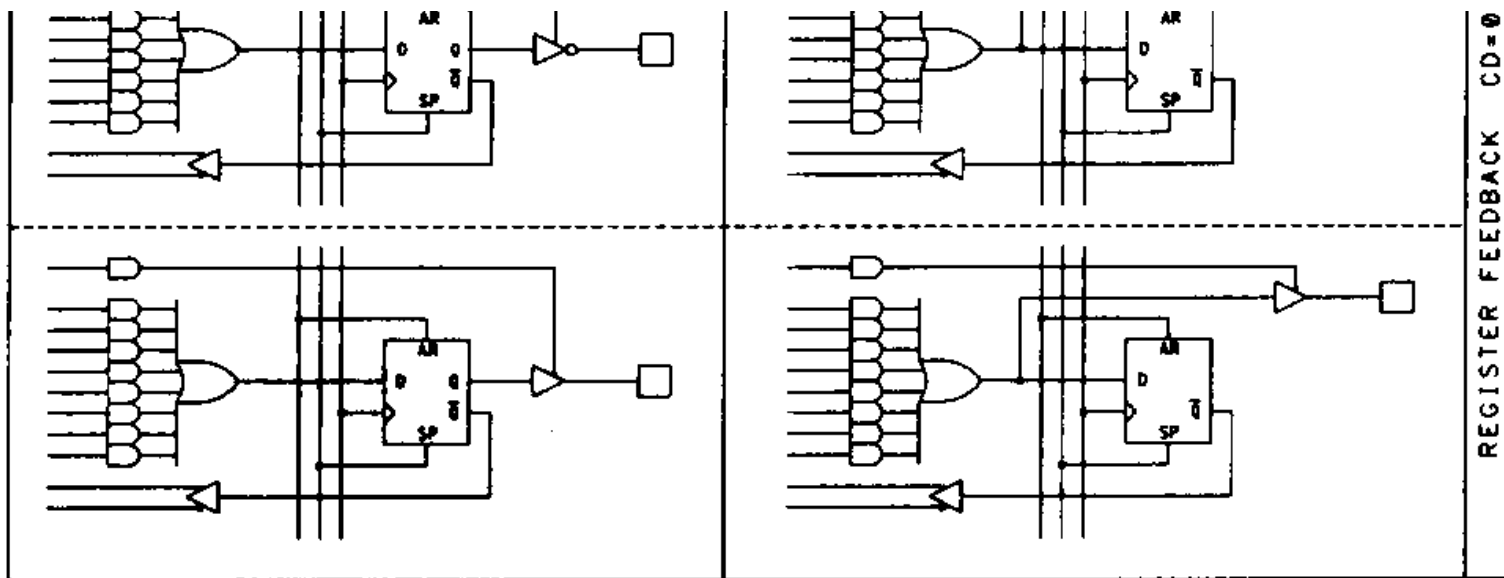 AR
D Q
Q̅
SP
AR
D
Q̅
SP
AR
D Q
Q̅
SP
AR
D
Q̅
SP
REGISTER FEEDBACK CD=0